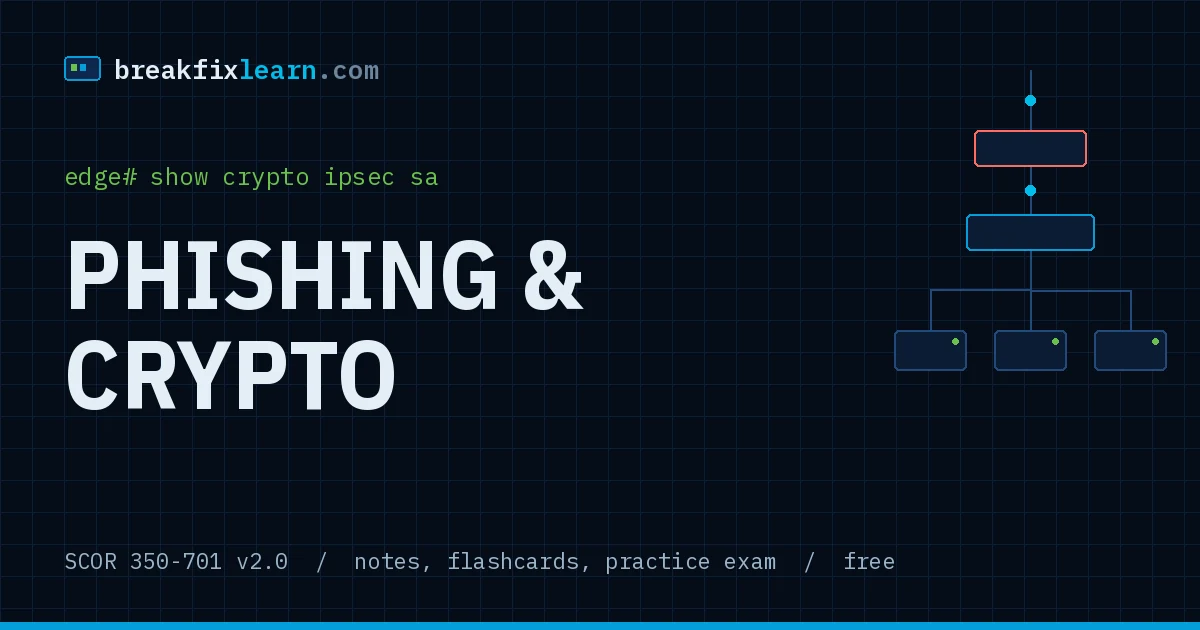 breakfixlearn.com
edge# show crypto ipsec sa
PHISHING &
CRYPTO
SCOR 350-701 v2.0 / notes, flashcards, practice exam / free